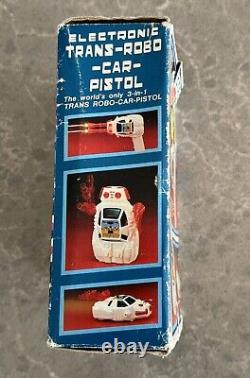 ELECTRONIC
TRANS-ROBO
-CAR-
PISTOL
The world's only 3-in-1
TRANS ROBO-CAR-PISTOL